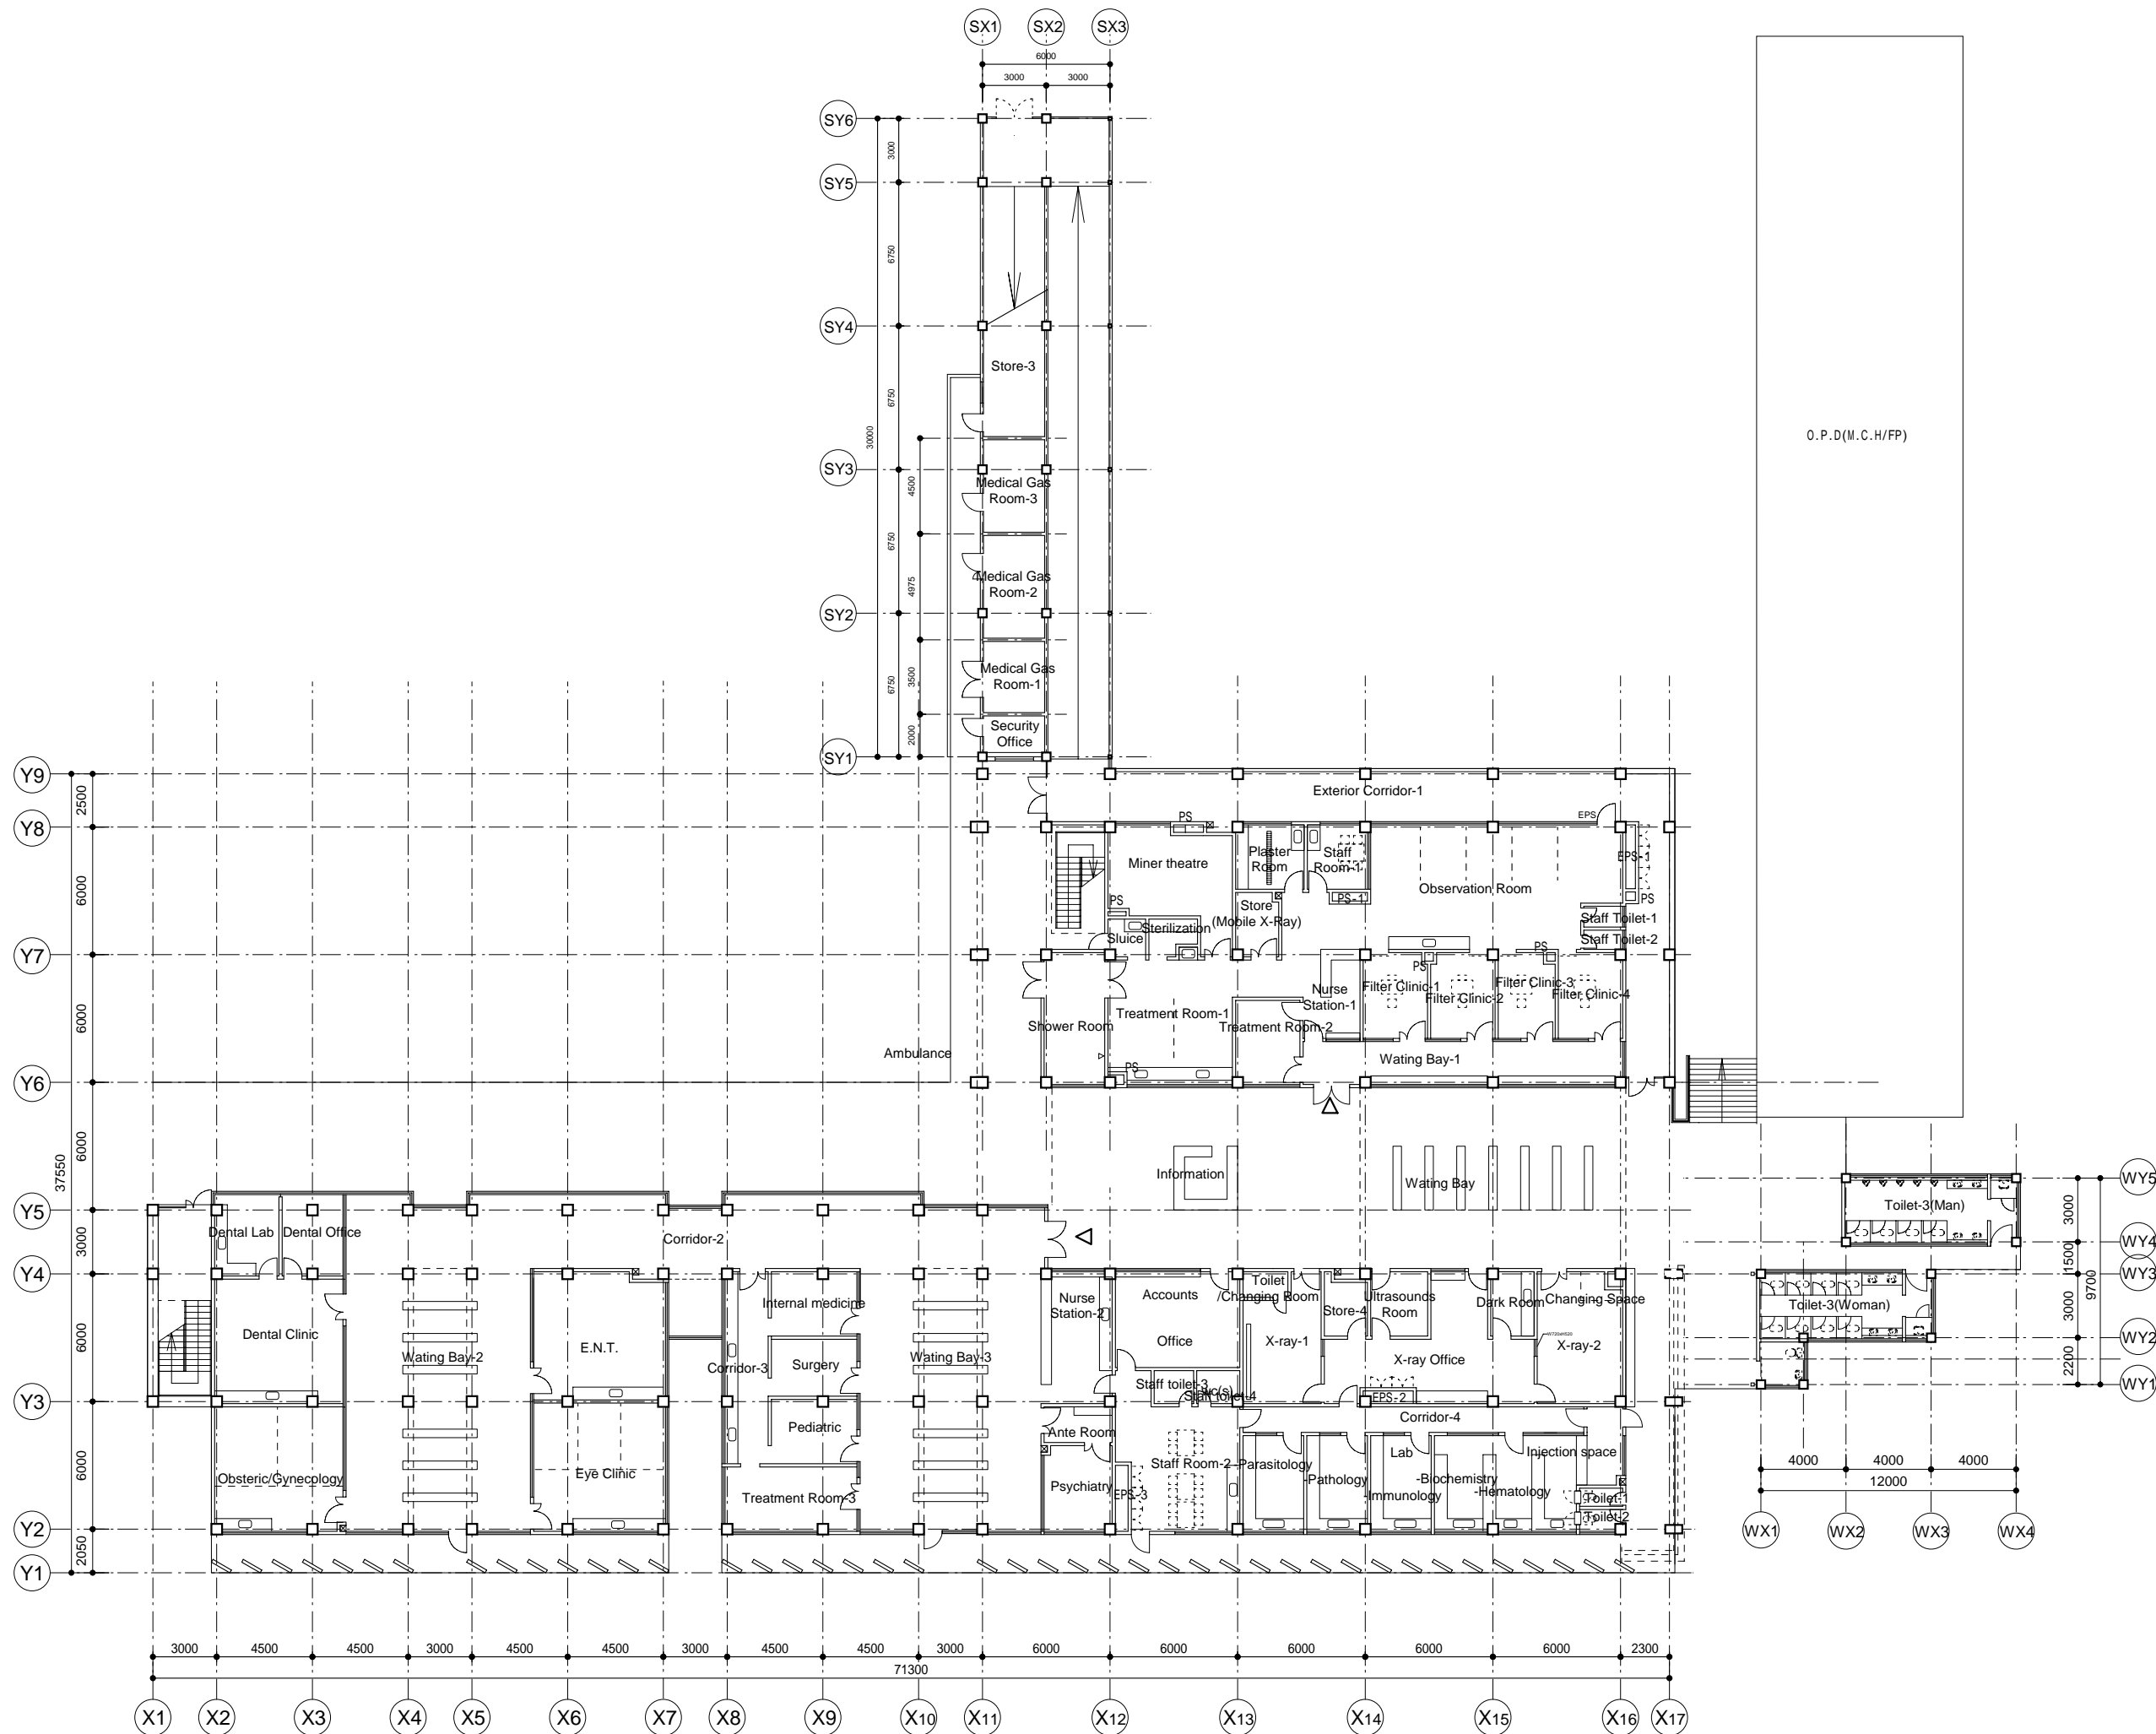 SX1 SX2 SX3
6000
3000 3000
SY6
3000
SY5
6750
SY4
Store-3
6750
O.P.D(M.C.H/FP)
30000
SY3
Medical Gas
Room-3
4500
6750
Medical Gas
Room-2
4975
SY2
Medical Gas
Room-1
3500
6750
Security
Office
2000
SY1
Y9
2500
Exterior Corridor-1
EPS
PS
Y8
Miner theatre
Plaster
Room
Staff
Room-1
EPS-1
Observation Room
6000
PS
PS-1
PS
Store
(Mobile X-Ray)
Staff Toilet-1
Sluice
Sterilization
Staff Toilet-2
PS
Y7
PS
Filter Clinic-1
Filter Clinic-2
Filter Clinic-3
Filter Clinic-4
Nurse
Station-1
6000
Shower Room
Treatment Room-1
Treatment Room-2
Ambulance
Wating Bay-1
PS
Y6
6000
37550
Information
Wating Bay
WY5
Toilet-3(Man)
3000
Y5
Dental Lab
Dental Office
Corridor-2
3000
WY4
1500
Y4
WY3
9700
Nurse
Station-2
Accounts
Toilet
/Changing Room
Store-4
Ultrasounds
Room
Dark Room
Changing Space
Toilet-3(Woman)
3000
Internal medicine
Dental Clinic
6000
E.N.T.
Office
X-ray-1
X-ray-2
W720xH520
WY2
Wating Bay-2
Corridor-3
Surgery
Wating Bay-3
X-ray Office
2200
Staff toilet-3
Staff toilet-4
EPS-2
WY1
Y3
Corridor-4
Pediatric
Ante Room
Lab
Injection space
6000
Obsteric/Gynecology
Eye Clinic
Treatment Room-3
Psychiatry
EPS-3
Staff Room-2
-Parasitology
-Pathology
-Immunology
-Biochemistry
-Hematology
Toilet-1
Toilet-2
4000 4000 4000
12000
WX1 WX2 WX3 WX4
Y2
2050
Y1
3000 4500 4500 3000 4500 4500 3000 4500 4500 3000 6000 6000 6000 6000 6000 2300
71300
X1 X2 X3 X4 X5 X6 X7 X8 X9 X10 X11 X12 X13 X14 X15 X16 X17